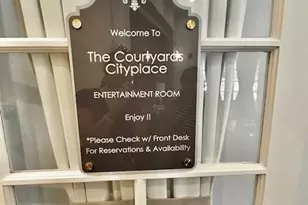 Welcome To
The Courtyards
Cityplace
ENTERTAINMENT ROOM
Enjoy !!
*Please Check w/ Front Desk
For Reservations & Availability